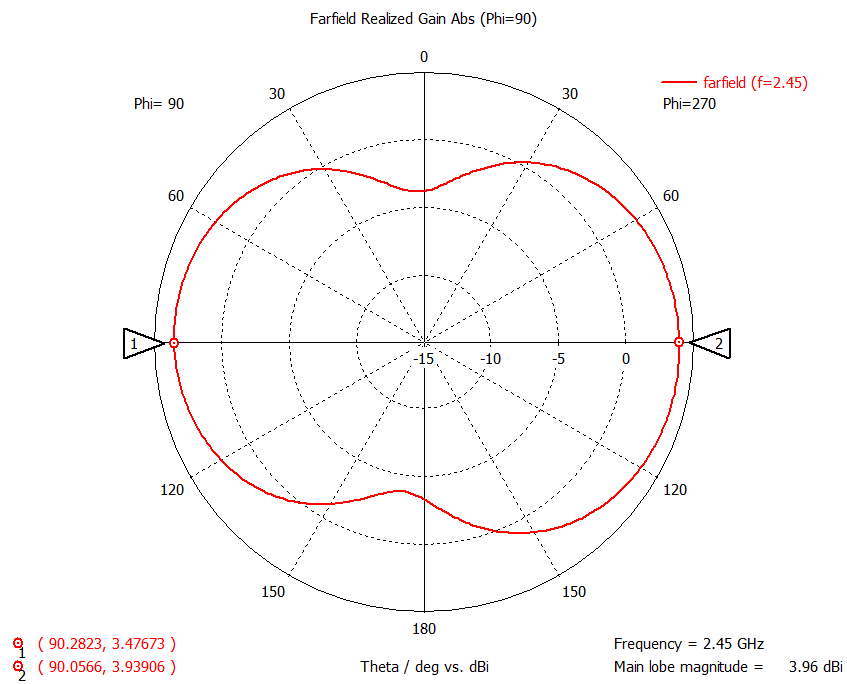 Farfield Realized Gain Abs (Phi=90)
0
farfield (f=2.45)
30
30
Phi= 90
Phi=270
60
60
1
2
-15
-10
-5
0
120
120
150
150
180
1 ( 90.2823, 3.47673 )
2 ( 90.0566, 3.93906 )
Theta / deg vs. dBi
Frequency = 2.45 GHz
Main lobe magnitude = 3.96 dBi